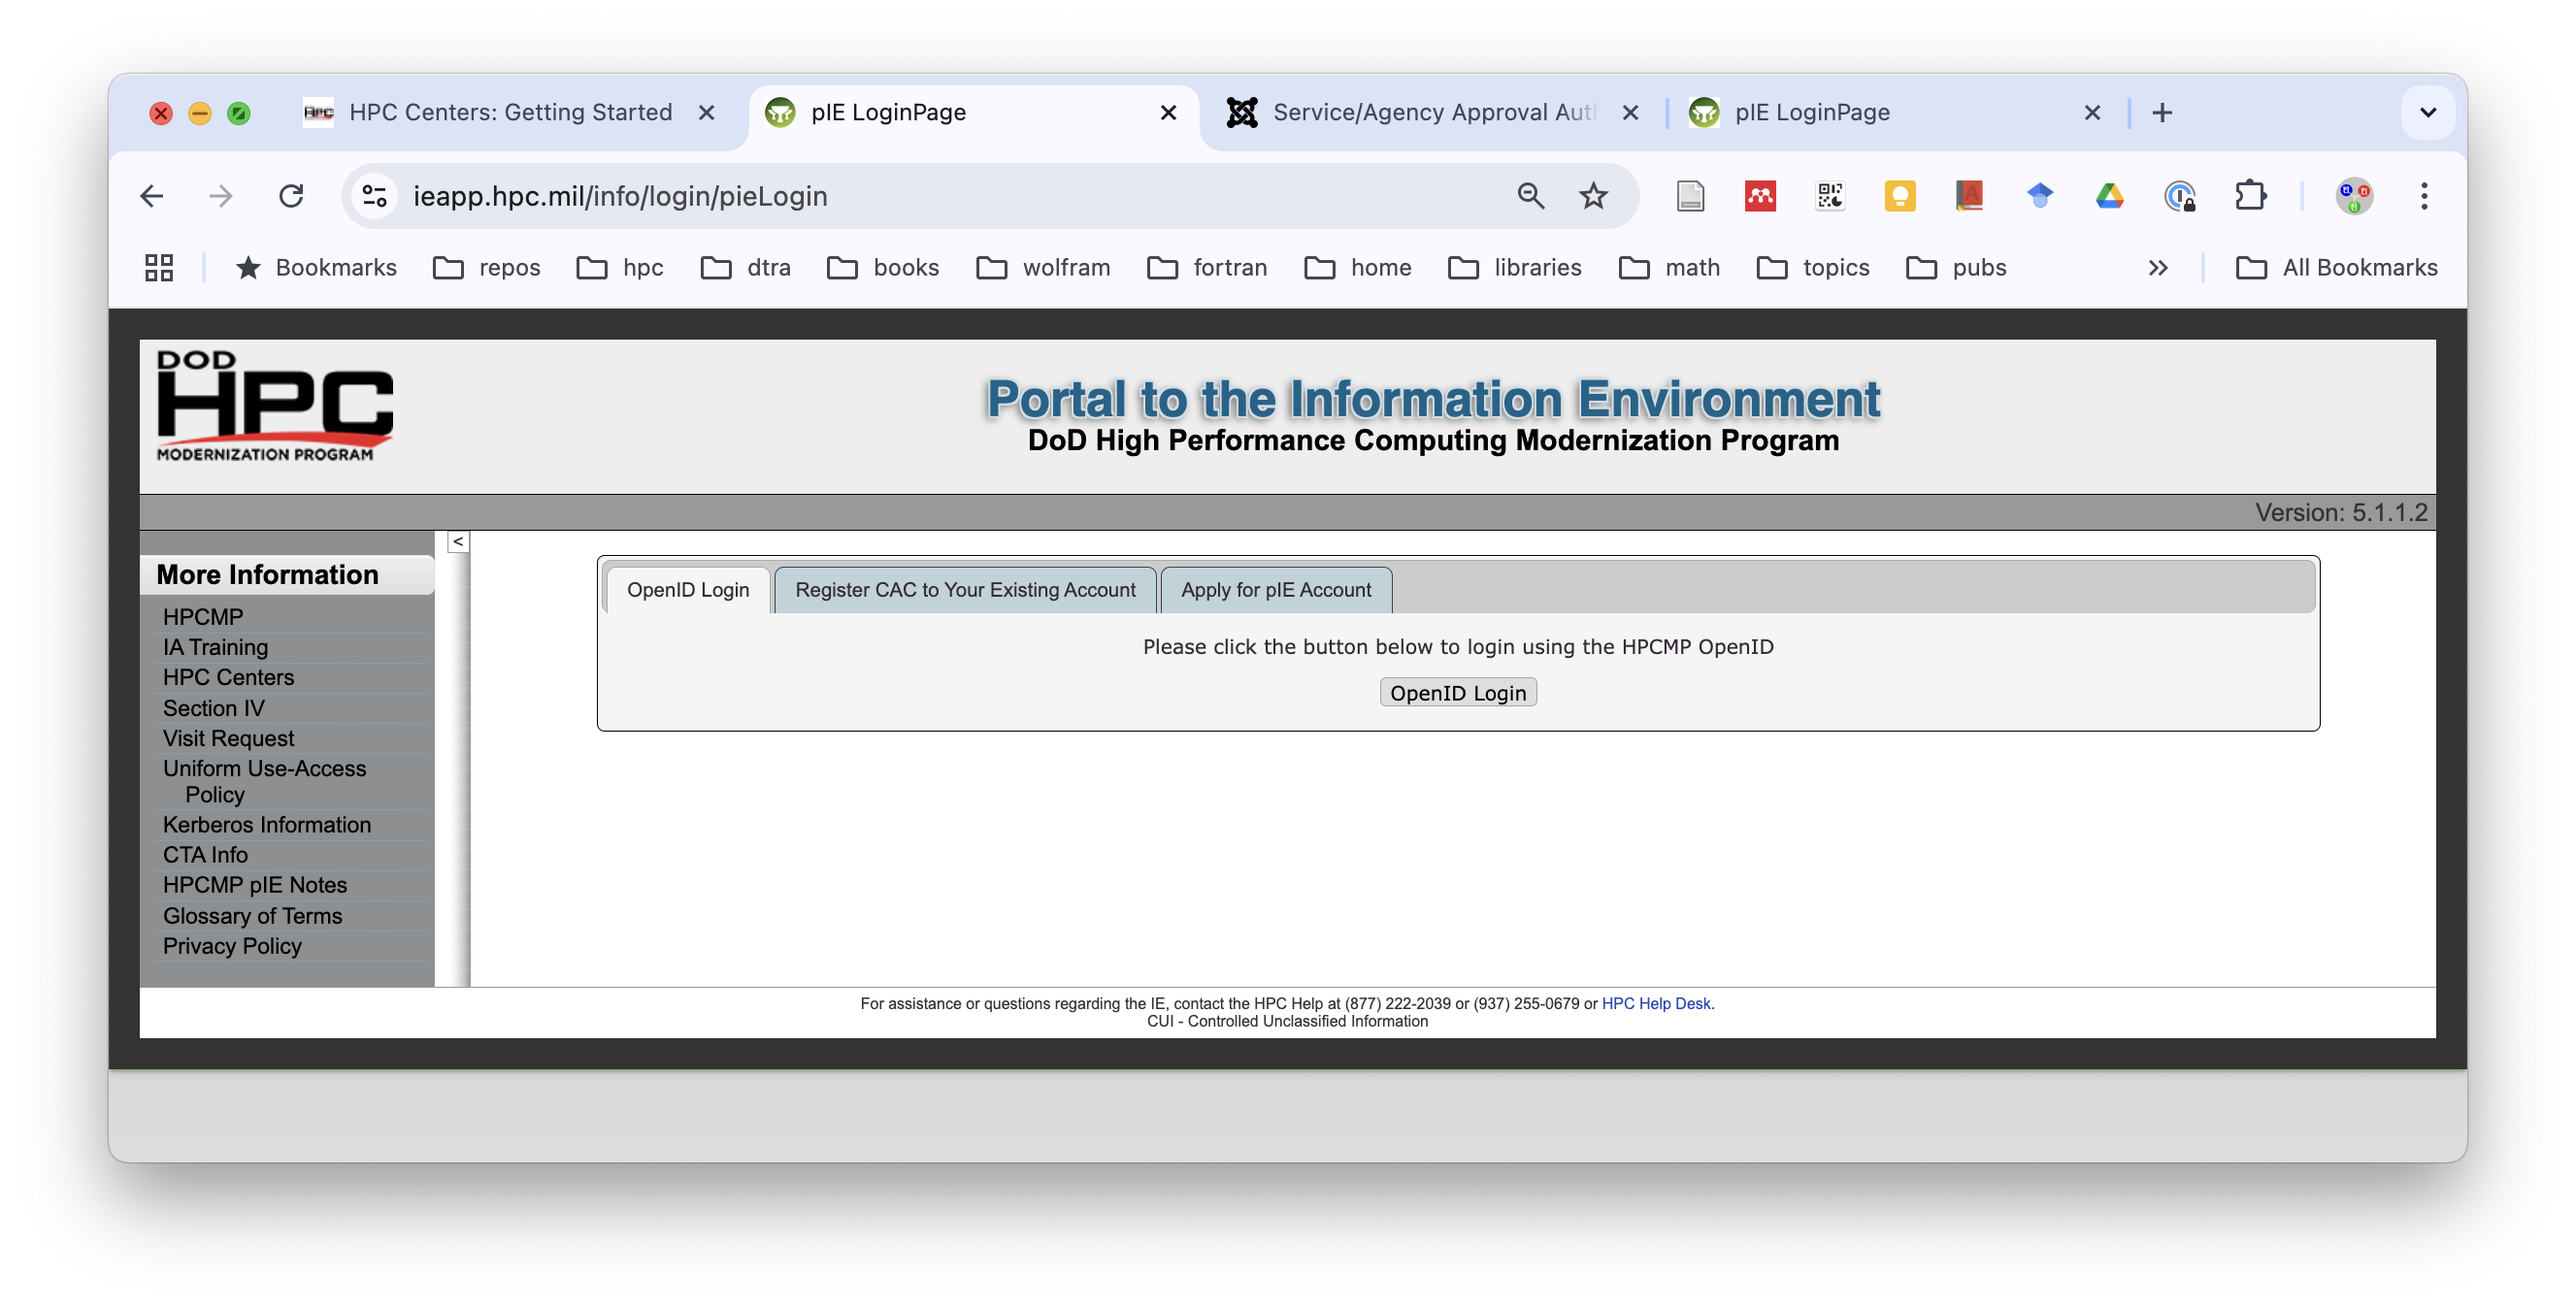 HPC Centers: Getting Started
pIE LoginPage
Service/Agency Approval Aut
pIE LoginPage
ieapp.hpc.mil/info/login/pieLogin
Bookmarks
repos
hpc
dtra
books
wolfram
fortran
home
libraries
math
topics
pubs
All Bookmarks
DOD
HPC
MODERNIZATION PROGRAM
Portal to the Information Environment
DoD High Performance Computing Modernization Program
Version: 5.1.1.2
<
More Information
HPCMP
IA Training
HPC Centers
Section IV
Visit Request
Uniform Use-Access
Policy
Kerberos Information
CTA Info
HPCMP pIE Notes
Glossary of Terms
Privacy Policy
OpenID Login
Register CAC to Your Existing Account
Apply for pIE Account
Please click the button below to login using the HPCMP OpenID
OpenID Login
For assistance or questions regarding the IE, contact the HPC Help at (877) 222-2039 or (937) 255-0679 or HPC Help Desk.
CUI - Controlled Unclassified Information